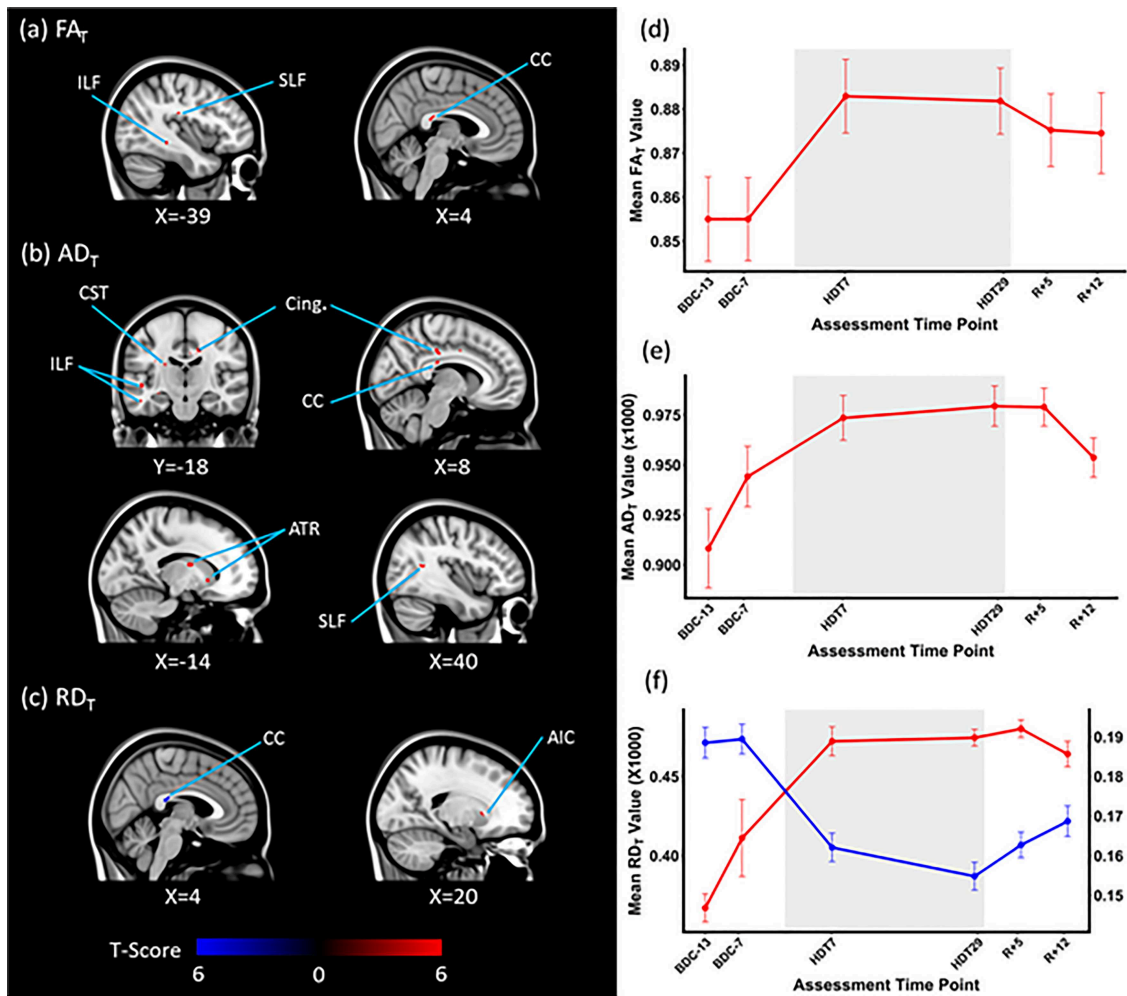 (a) FA_T
ILF
SLF
CC
X=-39
X=4
(b) AD_T
CST
Cing.
ILF
CC
Y=-18
X=8
ATR
SLF
X=-14
X=40
(c) RD_T
CC
AIC
X=4
X=20
T-Score
6 0 6
(d)
Mean FA_T Value
0.89
0.88
0.87
0.86
0.85
BDC-13 BDC-7 HDT7 HDT29 R+5 R+12
Assessment Time Point
(e)
Mean AD_T Value (x1000)
0.975
0.950
0.925
0.900
BDC-13 BDC-7 HDT7 HDT29 R+5 R+12
Assessment Time Point
(f)
Mean RD_T Value (X1000)
0.45
0.40
0.19
0.18
0.17
0.16
0.15
BDC-13 BDC-7 HDT7 HDT29 R+5 R+12
Assessment Time Point